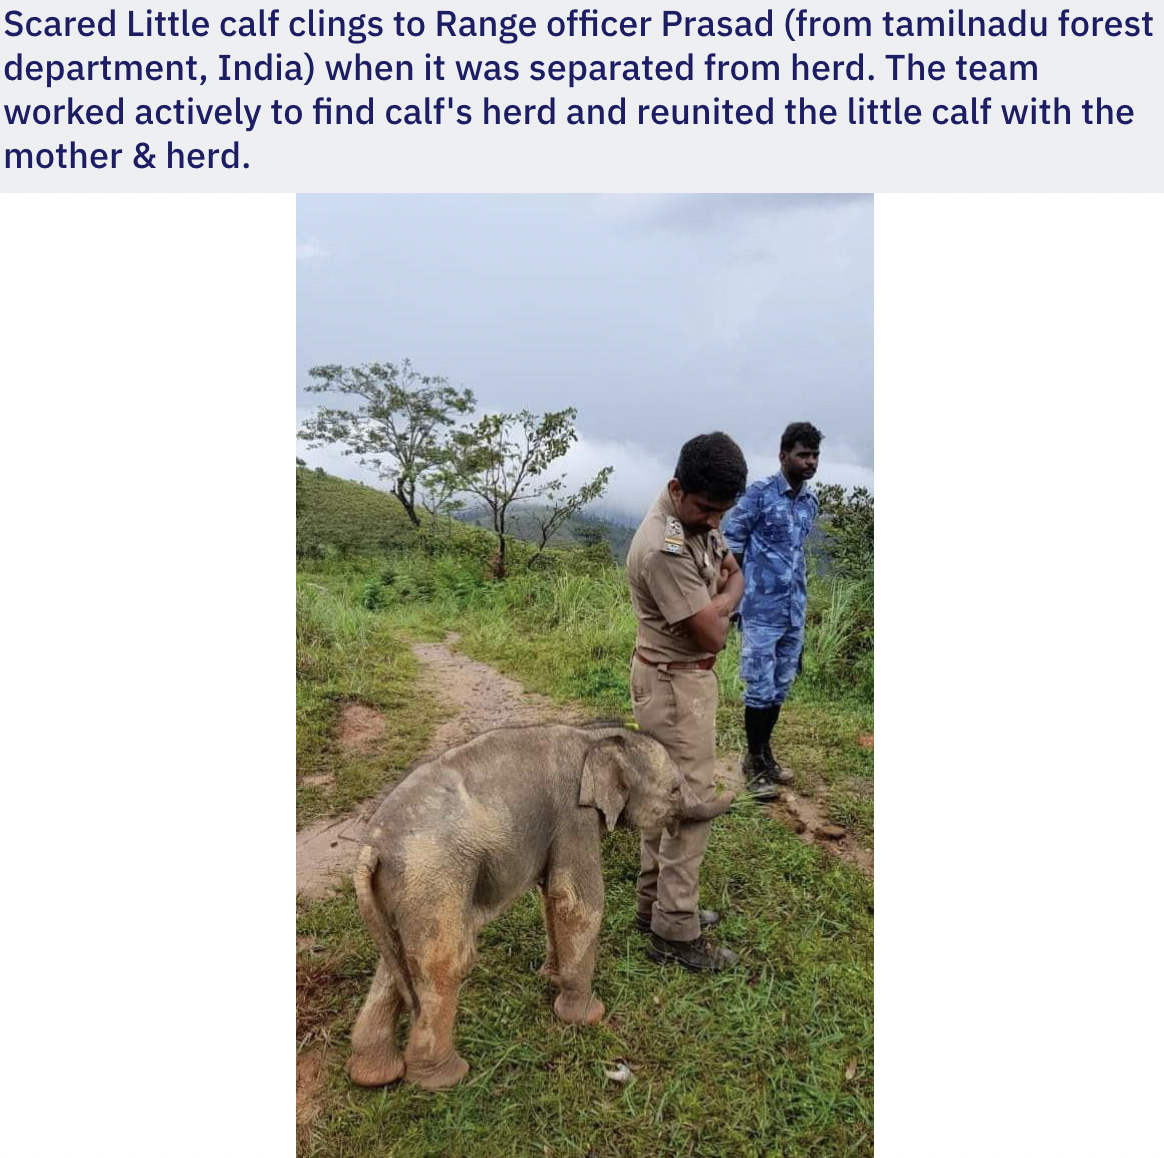 Scared Little calf clings to Range officer Prasad (from tamilnadu forest
department, India) when it was separated from herd. The team
worked actively to find calf's herd and reunited the little calf with the
mother & herd.